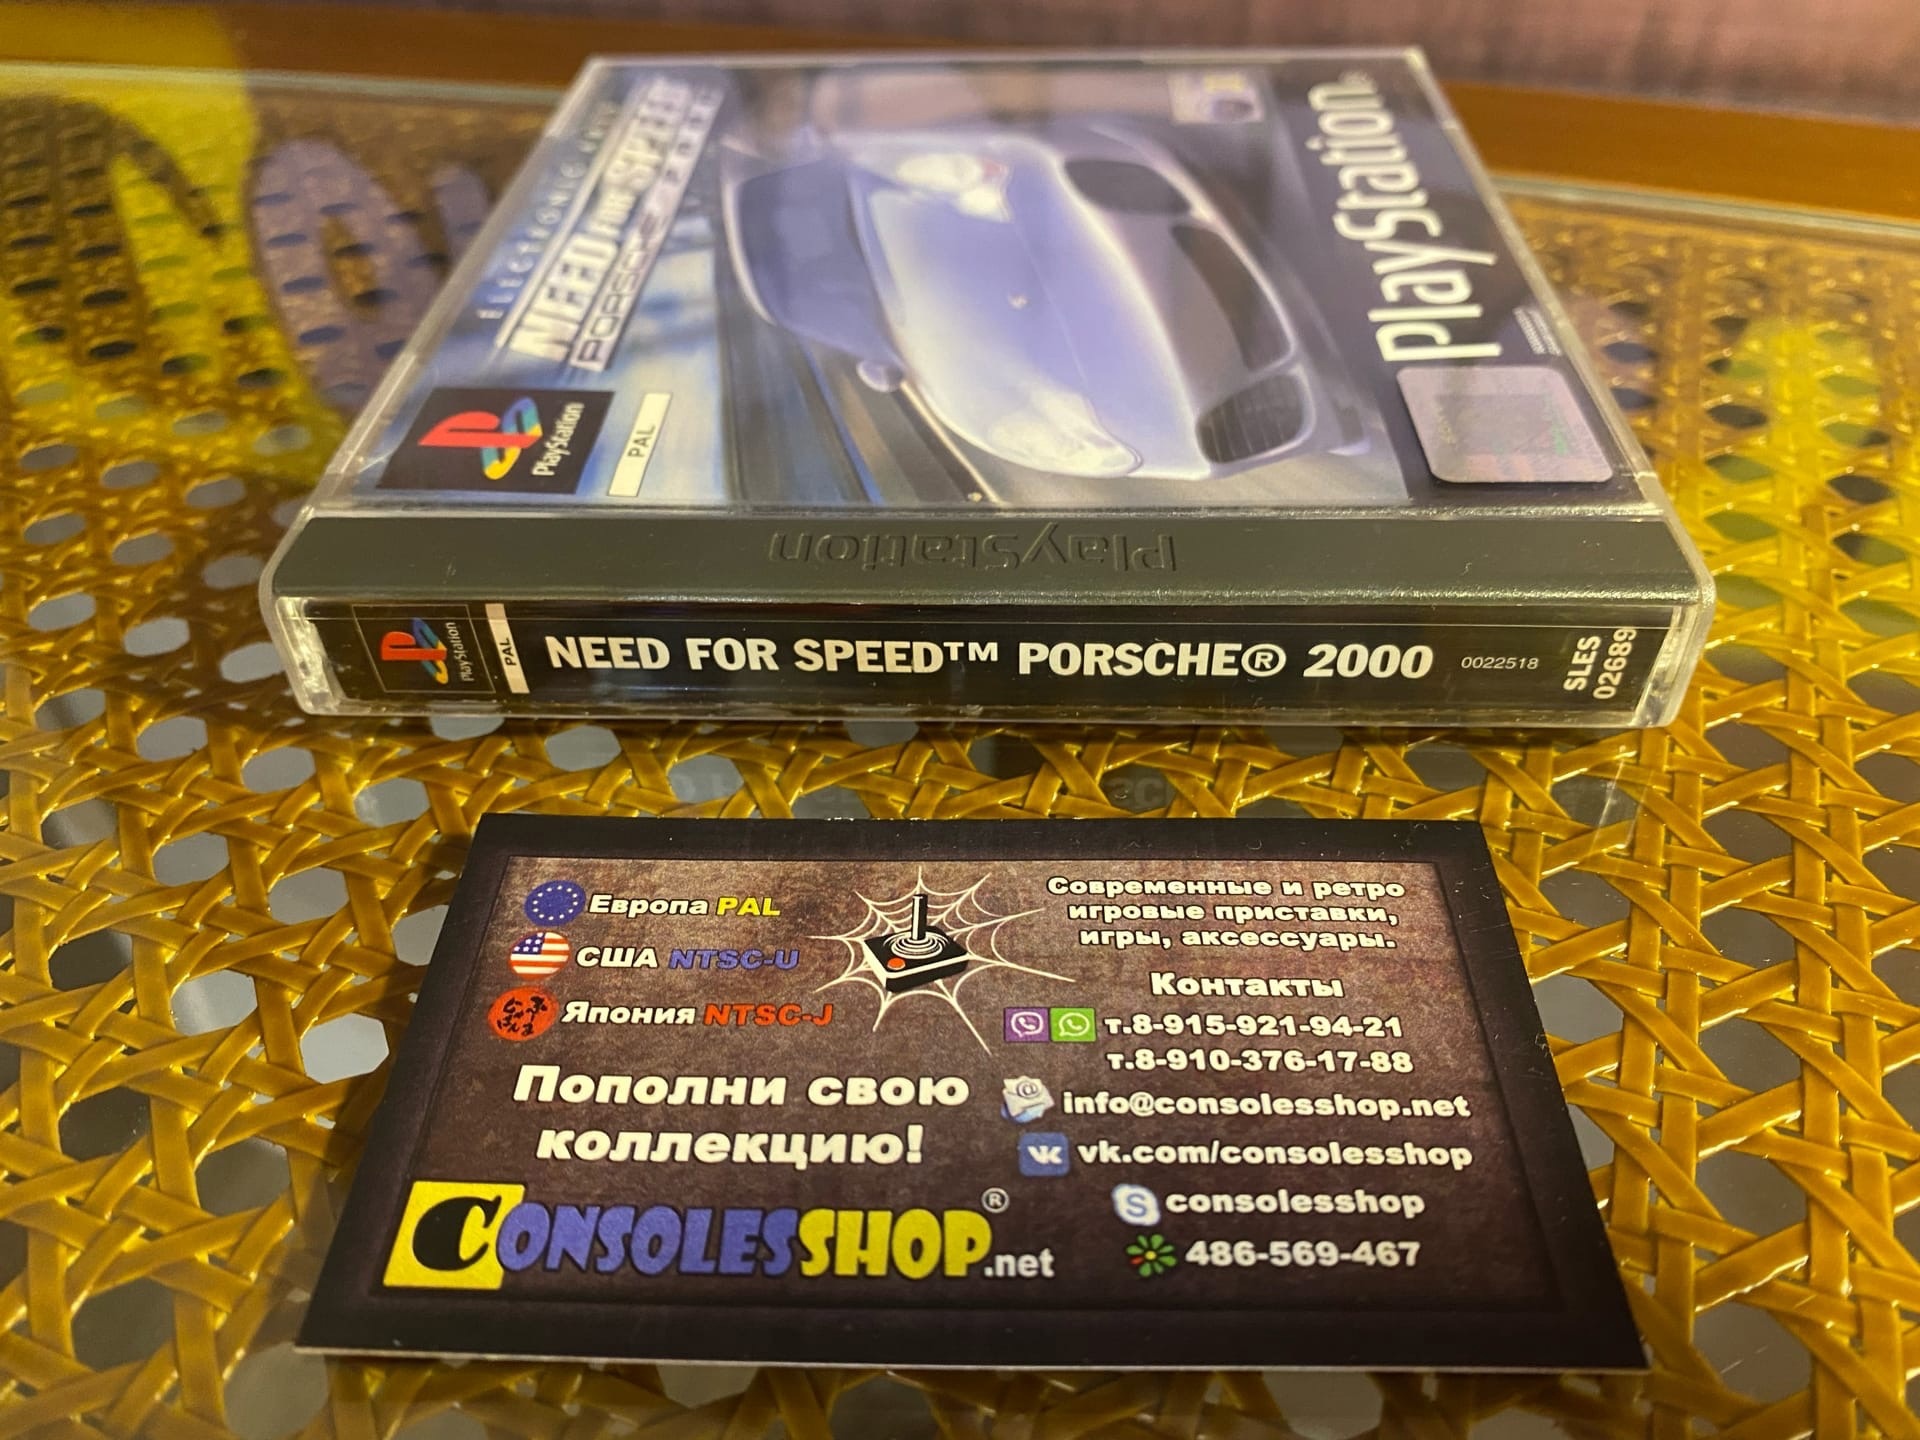 ELECTRONIC ARTS
NEED FOR SPEED
PORSCHE 2000
PlayStation
PlayStation
PAL
PlayStation
PlayStation
PAL
NEED FOR SPEED™ PORSCHE® 2000
0022518
SLES
02689
Европа PAL
США NTSC-U
Япония NTSC-J
Пополни свою
коллекцию!
CONSOLESSHOP®.net
Современные и ретро
игровые приставки,
игры, аксессуары.
Контакты
т.8-915-921-94-21
т.8-910-376-17-88
info@consolesshop.net
vk.com/consolesshop
consolesshop
486-569-467